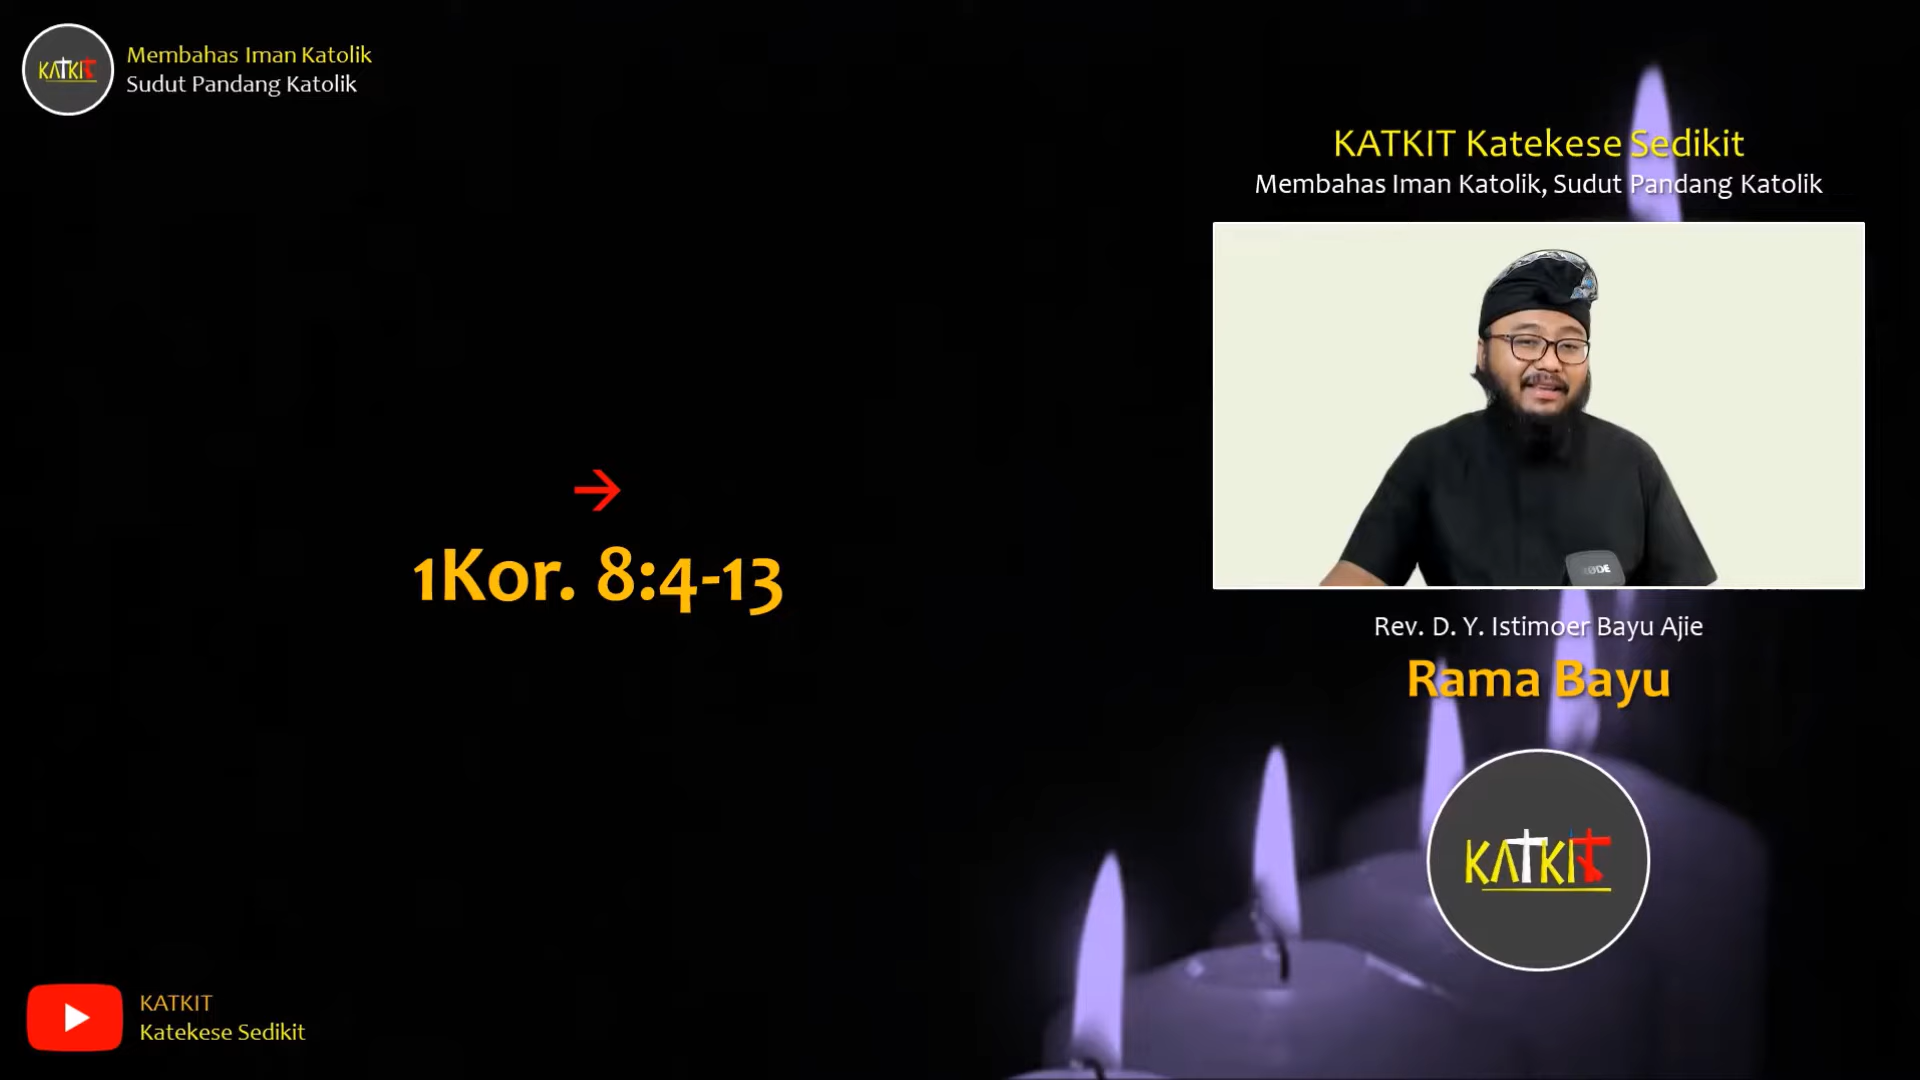 KATKIT
Membahas Iman Katolik
Sudut Pandang Katolik
KATKIT Katekese Sedikit
Membahas Iman Katolik, Sudut Pandang Katolik
→
1Kor. 8:4-13
RØDE
Rev. D. Y. Istimoer Bayu Ajie
Rama Bayu
KATKIT
KATKIT
Katekese Sedikit